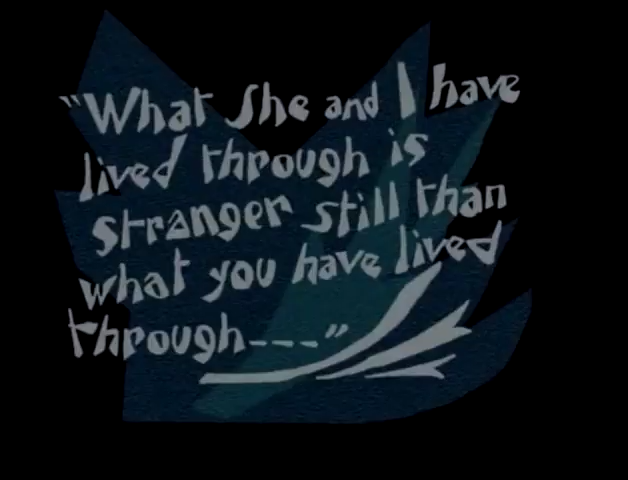 "What she and I have
lived through is
stranger still than
what you have lived
through---"